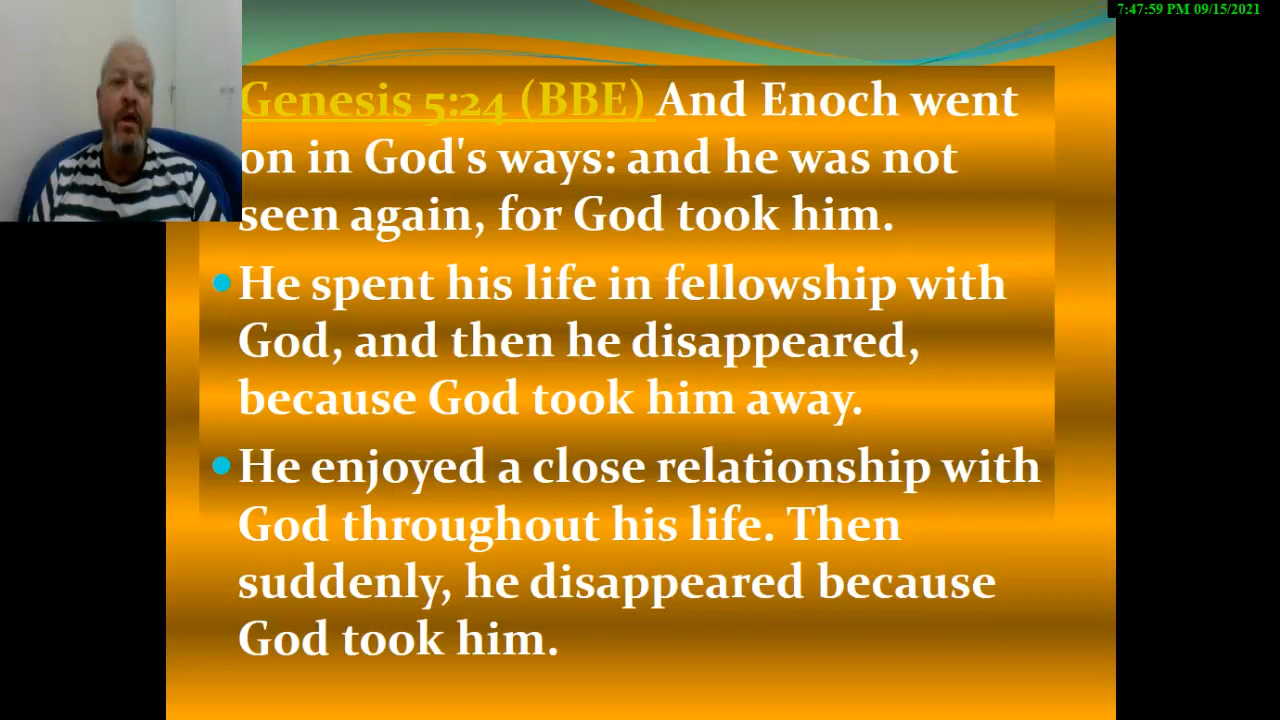 7:47:59 PM 09/15/2021
Genesis 5:24 (BBE) And Enoch went
on in God's ways: and he was not
seen again, for God took him.
•He spent his life in fellowship with
God, and then he disappeared,
because God took him away.
•He enjoyed a close relationship with
God throughout his life. Then
suddenly, he disappeared because
God took him.